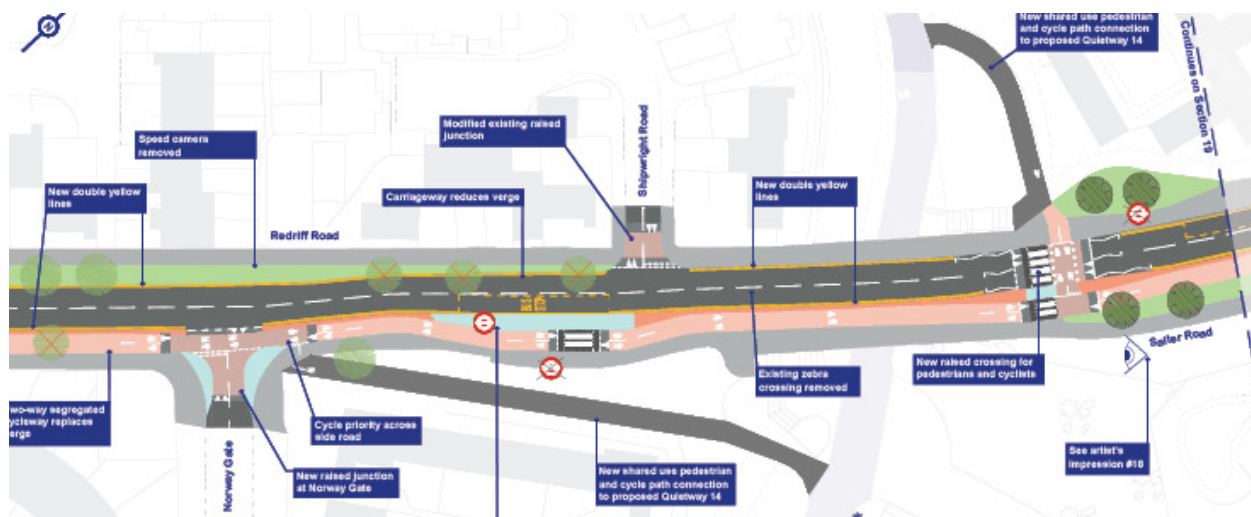 New shared use pedestrian
and cycle path connection
to proposed Quietway 14
Continues on Section 19
Modified existing raised
junction
Shipwright Road
Speed camera
removed
New double yellow
lines
Carriageway reduces verge
New double yellow
lines
Redriff Road
BUS
STOP
Salter Road
New raised crossing for
pedestrians and cyclists
Existing zebra
crossing removed
Two-way segregated
cycleway replaces
verge
Cycle priority across
side road
Norway Gate
New raised junction
at Norway Gate
New shared use pedestrian
and cycle path connection
to proposed Quietway 14
See artist's
impression #18